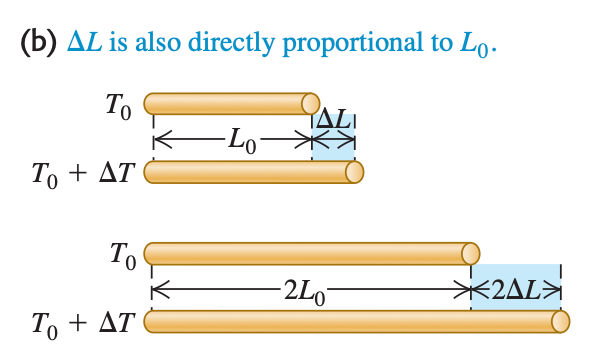 (b) ΔL is also directly proportional to L₀.
T₀
ΔL
L₀
T₀ + ΔT
T₀
2L₀
2ΔL
T₀ + ΔT